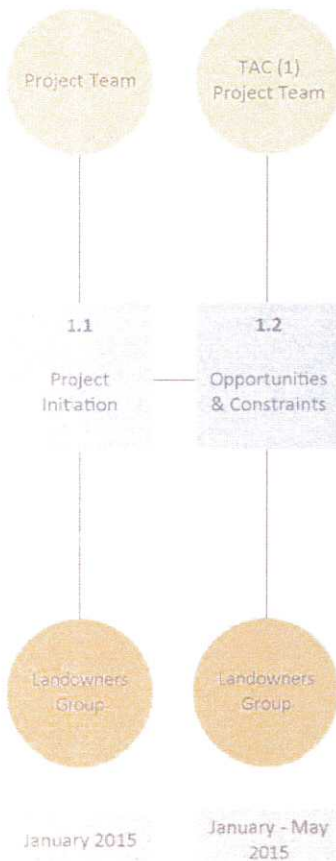 Project Team
TAC (1)
Project Team
1.1
Project
Initiation
1.2
Opportunities
& Constraints
Landowners
Group
Landowners
Group
January 2015
January - May
2015